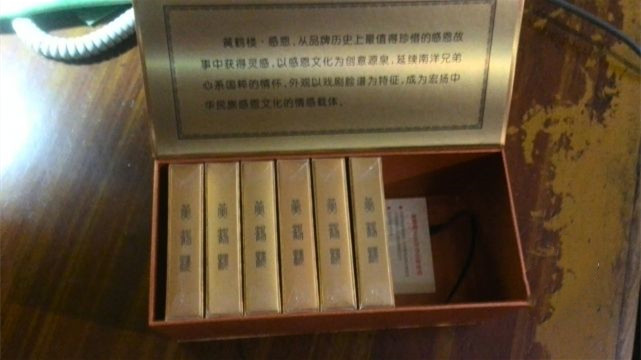 黄鹤楼·感恩，从品牌历史上最值得珍惜的感恩故
事中获得灵感，以感恩文化为创意源泉，延续南洋兄弟
心系国粹的情怀，外观以戏剧脸谱为特征，成为宏扬中
华民族感恩文化的情感载体。
黄鹤楼
黄鹤楼
黄鹤楼
黄鹤楼
黄鹤楼
黄鹤楼